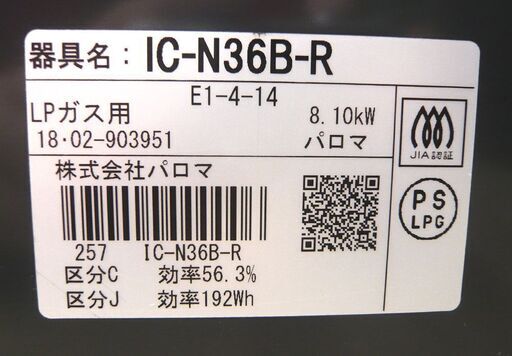 器具名：IC-N36B-R
E1-4-14
LPガス用 8.10kW
18・02-903951 パロマ
JIA認証
株式会社パロマ
PS
LPG
257 IC-N36B-R
区分C 効率56.3%
区分J 効率192Wh